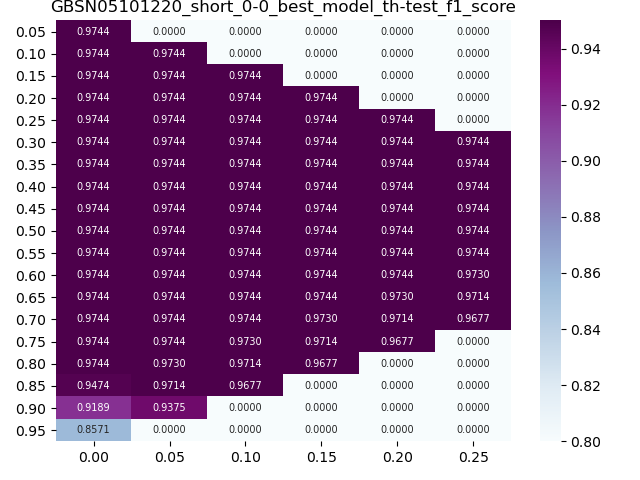 GBSN05101220_short_0-0_best_model_th-test_f1_score
0.05 0.9744 0.0000 0.0000 0.0000 0.0000 0.0000
0.10 0.9744 0.9744 0.0000 0.0000 0.0000 0.0000
0.15 0.9744 0.9744 0.9744 0.0000 0.0000 0.0000
0.20 0.9744 0.9744 0.9744 0.9744 0.0000 0.0000
0.25 0.9744 0.9744 0.9744 0.9744 0.9744 0.0000
0.30 0.9744 0.9744 0.9744 0.9744 0.9744 0.9744
0.35 0.9744 0.9744 0.9744 0.9744 0.9744 0.9744
0.40 0.9744 0.9744 0.9744 0.9744 0.9744 0.9744
0.45 0.9744 0.9744 0.9744 0.9744 0.9744 0.9744
0.50 0.9744 0.9744 0.9744 0.9744 0.9744 0.9744
0.55 0.9744 0.9744 0.9744 0.9744 0.9744 0.9744
0.60 0.9744 0.9744 0.9744 0.9744 0.9744 0.9730
0.65 0.9744 0.9744 0.9744 0.9744 0.9730 0.9714
0.70 0.9744 0.9744 0.9744 0.9730 0.9714 0.9677
0.75 0.9744 0.9744 0.9730 0.9714 0.9677 0.0000
0.80 0.9744 0.9730 0.9714 0.9677 0.0000 0.0000
0.85 0.9474 0.9714 0.9677 0.0000 0.0000 0.0000
0.90 0.9189 0.9375 0.0000 0.0000 0.0000 0.0000
0.95 0.8571 0.0000 0.0000 0.0000 0.0000 0.0000
0.00 0.05 0.10 0.15 0.20 0.25
0.94
0.92
0.90
0.88
0.86
0.84
0.82
0.80